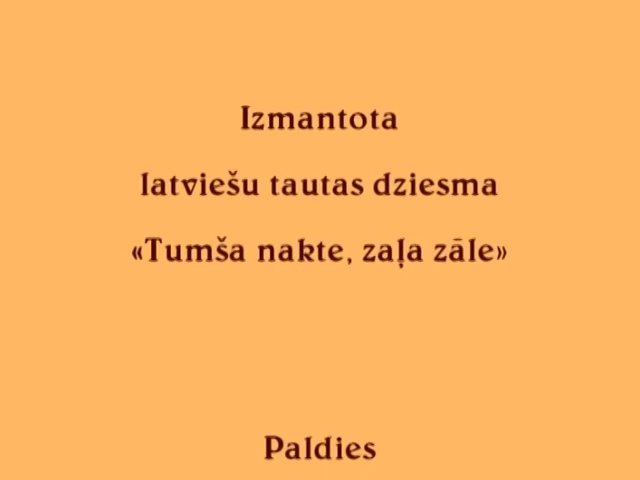 Izmantota
latviešu tautas dziesma
«Tumša nakte, zaļa zāle»
Paldies